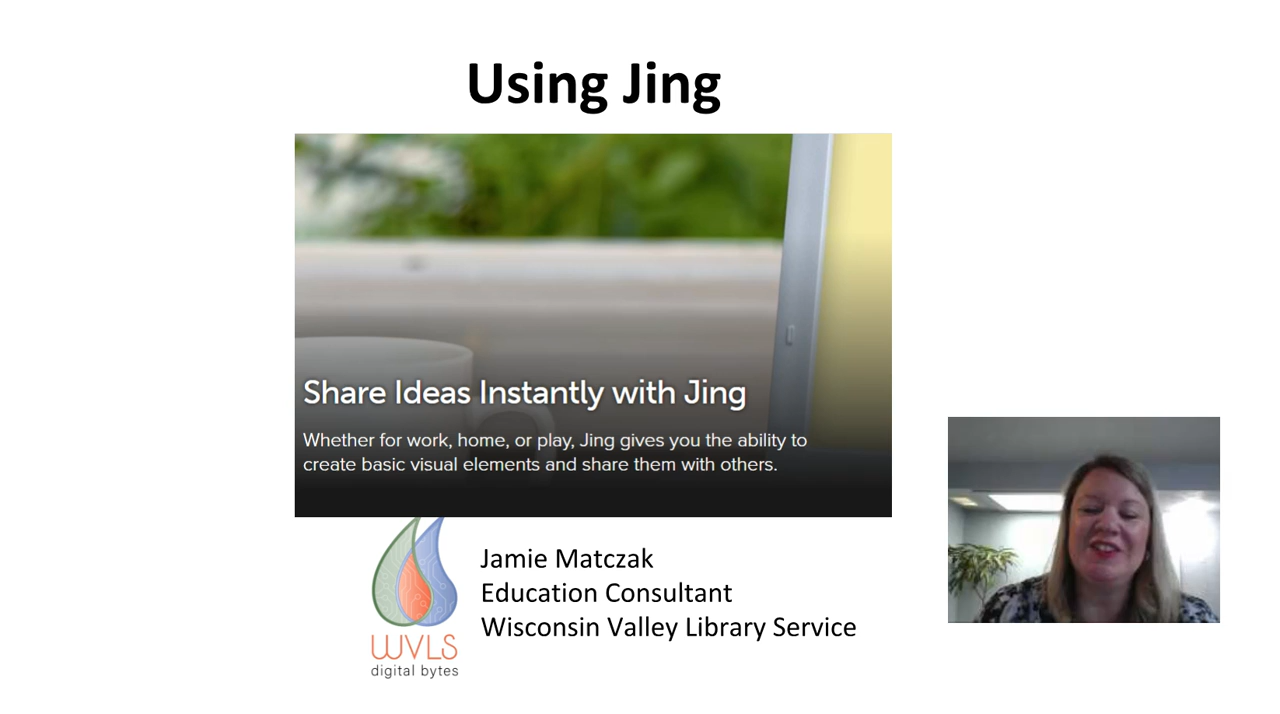 Using Jing
Share Ideas Instantly with Jing
Whether for work, home, or play, Jing gives you the ability to
create basic visual elements and share them with others.
Jamie Matczak
Education Consultant
Wisconsin Valley Library Service
WVLS
digital bytes